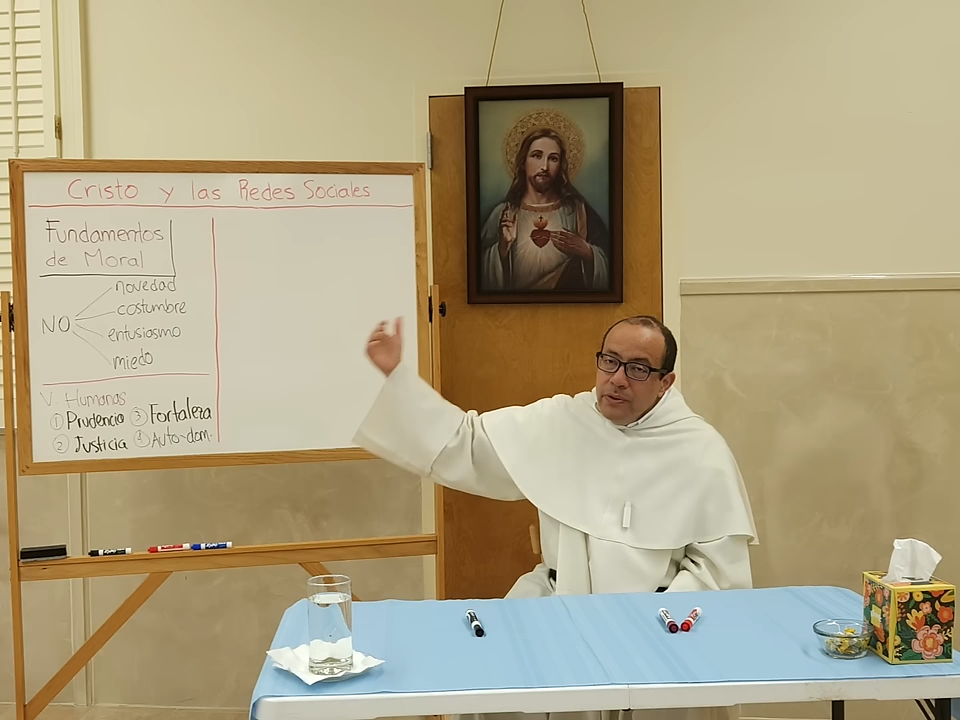 Cristo y las Redes Sociales
Fundamentos
de Moral
NO
novedad
costumbre
entusiasmo
miedo
V. Humanas
① Prudencia ③ Fortaleza
② Justicia ④ Auto-dom.